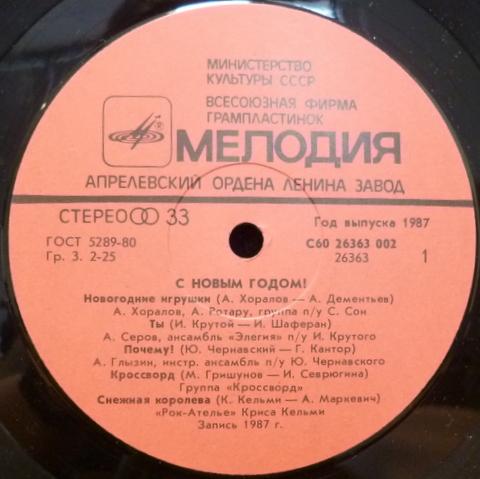 МИНИСТЕРСТВО
КУЛЬТУРЫ СССР
ВСЕСОЮЗНАЯ ФИРМА
ГРАМПЛАСТИНОК
МЕЛОДИЯ
АПРЕЛЕВСКИЙ ОРДЕНА ЛЕНИНА ЗАВОД
СТЕРЕО 33
Год выпуска 1987
ГОСТ 5289-80
С60 26363 002
Гр. 3. 2-25
26363
1
С НОВЫМ ГОДОМ!
Новогодние игрушки (А. Хоралов — А. Дементьев)
А. Хоралов, А. Ротару, группа п/у С. Сон
Ты (И. Крутой — И. Шаферан)
А. Серов, ансамбль «Элегия» п/у И. Крутого
Почему! (Ю. Чернавский — Г. Кантор)
А. Глызин, инстр. ансамбль п/у Ю. Чернавского
Кроссворд (М. Гришунов — И. Севрюгина)
Группа «Кроссворд»
Снежная королева (К. Кельми — А. Маркевич)
«Рок-Ателье» Криса Кельми
Запись 1987 г.